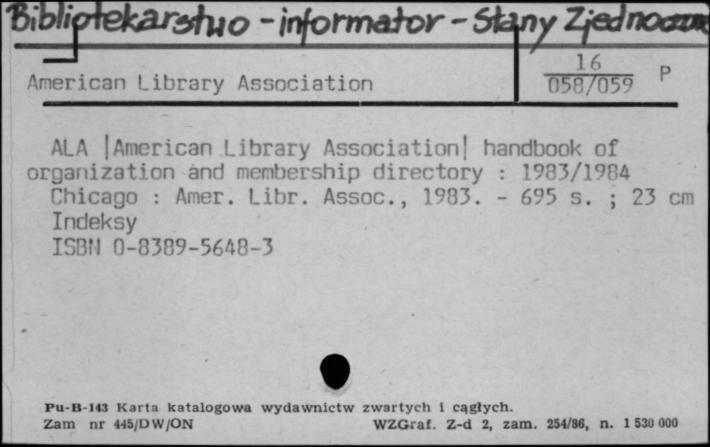 Bibliotekarstwo - informator - Stany Zjednoczone
American Library Association
16
058/059 P
ALA |American Library Association| handbook of
organization and membership directory : 1983/1984
Chicago : Amer. Libr. Assoc., 1983. - 695 s. ; 23 cm
Indeksy
ISBN 0-8389-5648-3
Pu-B-143 Karta katalogowa wydawnictw zwartych i cągłych.
Zam nr 445/DW/ON WZGraf. Z-d 2, zam. 254/86, n. 1 530 000